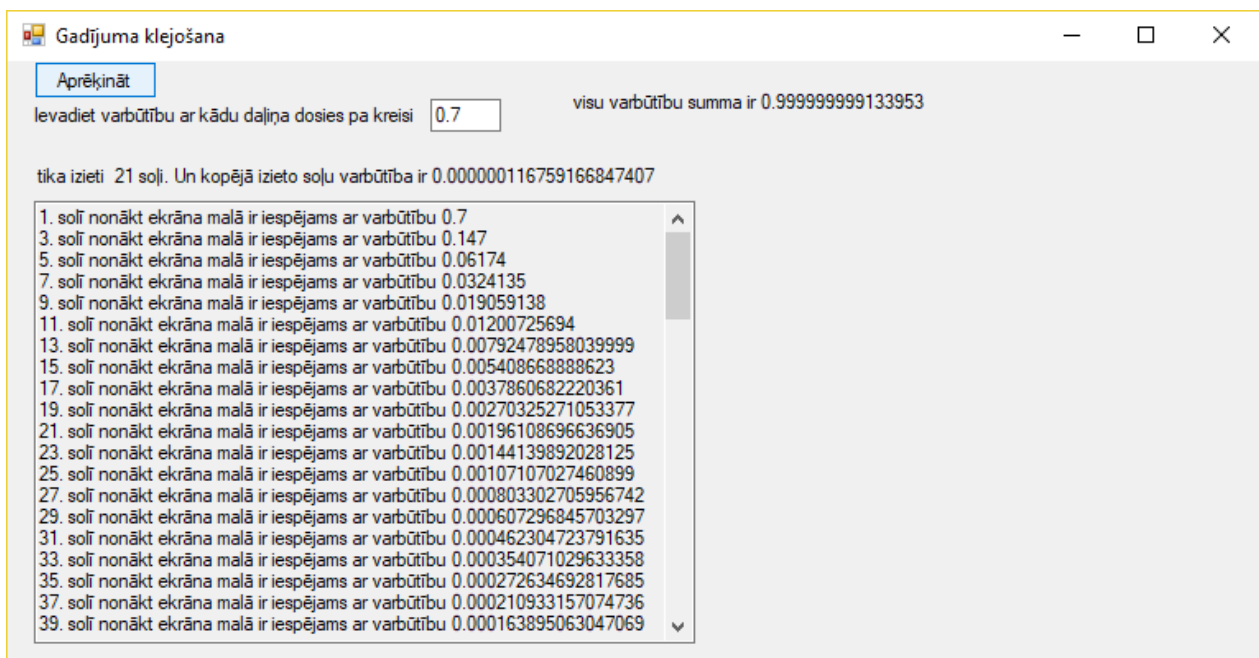 Gadījuma klejošana
Aprēķināt
Ievadiet varbūtību ar kādu daļiņa dosies pa kreisi 0.7
visu varbūtību summa ir 0.999999999133953
tika izieti 21 soļi. Un kopējā izieto soļu varbūtība ir 0.000000116759166847407
1. solī nonākt ekrāna malā ir iespējams ar varbūtību 0.7
3. solī nonākt ekrāna malā ir iespējams ar varbūtību 0.147
5. solī nonākt ekrāna malā ir iespējams ar varbūtību 0.06174
7. solī nonākt ekrāna malā ir iespējams ar varbūtību 0.0324135
9. solī nonākt ekrāna malā ir iespējams ar varbūtību 0.019059138
11. solī nonākt ekrāna malā ir iespējams ar varbūtību 0.01200725694
13. solī nonākt ekrāna malā ir iespējams ar varbūtību 0.00792478958039999
15. solī nonākt ekrāna malā ir iespējams ar varbūtību 0.005408668888623
17. solī nonākt ekrāna malā ir iespējams ar varbūtību 0.0037860682220361
19. solī nonākt ekrāna malā ir iespējams ar varbūtību 0.00270325271053377
21. solī nonākt ekrāna malā ir iespējams ar varbūtību 0.00196108696636905
23. solī nonākt ekrāna malā ir iespējams ar varbūtību 0.00144139892028125
25. solī nonākt ekrāna malā ir iespējams ar varbūtību 0.00107107027460899
27. solī nonākt ekrāna malā ir iespējams ar varbūtību 0.000803302705956742
29. solī nonākt ekrāna malā ir iespējams ar varbūtību 0.000607296845703297
31. solī nonākt ekrāna malā ir iespējams ar varbūtību 0.000462304723791635
33. solī nonākt ekrāna malā ir iespējams ar varbūtību 0.000354071029633358
35. solī nonākt ekrāna malā ir iespējams ar varbūtību 0.000272634692817685
37. solī nonākt ekrāna malā ir iespējams ar varbūtību 0.000210933157074736
39. solī nonākt ekrāna malā ir iespējams ar varbūtību 0.000163895063047069